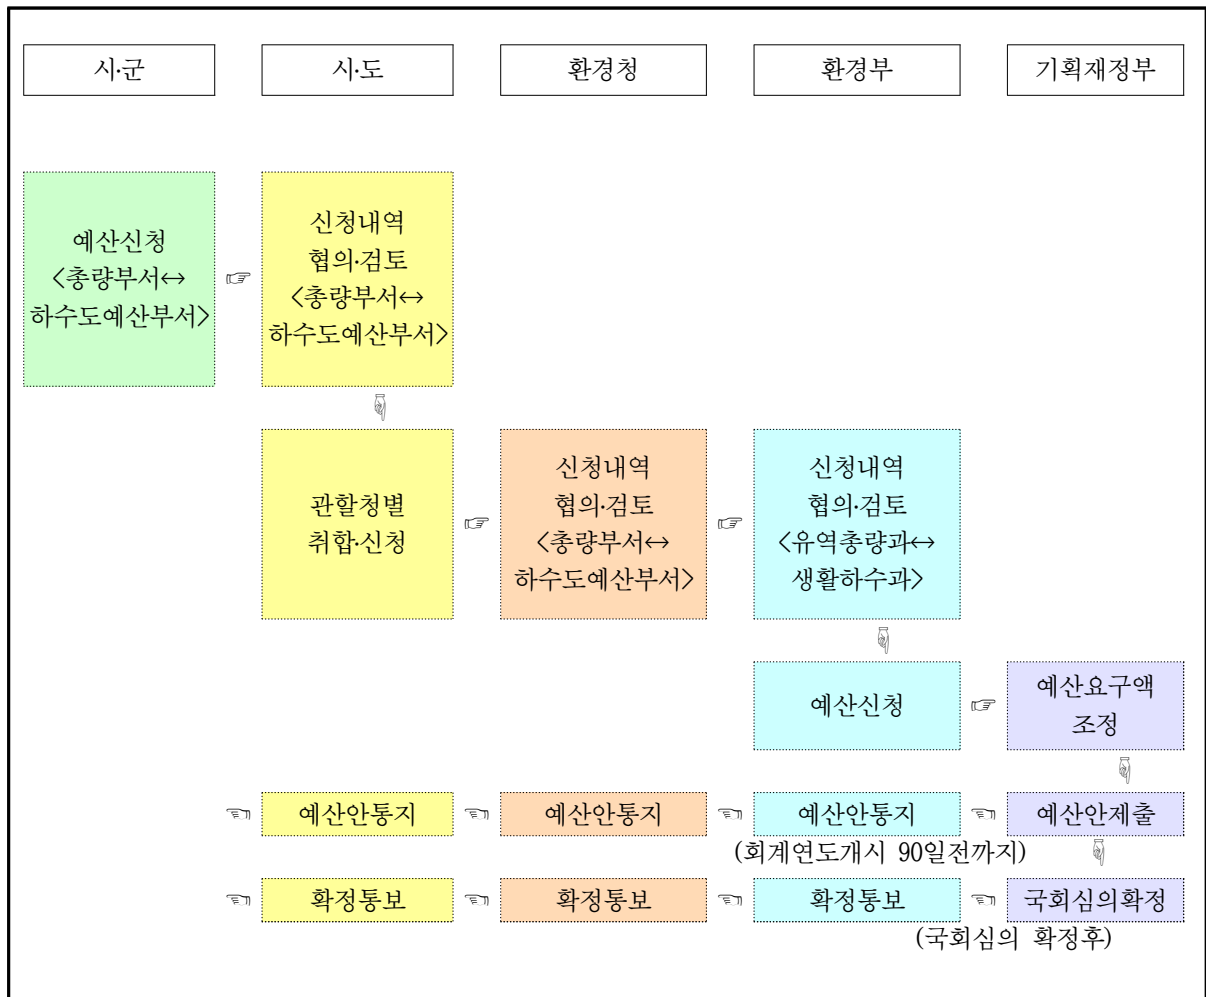 시·군
시·도
환경청
환경부
기획재정부
예산신청
<총량부서↔
하수도예산부서>
☞
신청내역
협의·검토
<총량부서↔
하수도예산부서>
☟
관할청별
취합·신청
☞
신청내역
협의·검토
<총량부서↔
하수도예산부서>
☞
신청내역
협의·검토
<유역총량과↔
생활하수과>
☟
예산신청
☞
예산요구액
조정
☟
☜ 예산안통지 ☜ 예산안통지 ☜ 예산안통지 ☜ 예산안제출
(회계연도개시 90일전까지) ☟
☜ 확정통보 ☜ 확정통보 ☜ 확정통보 ☜ 국회심의확정
(국회심의 확정후)